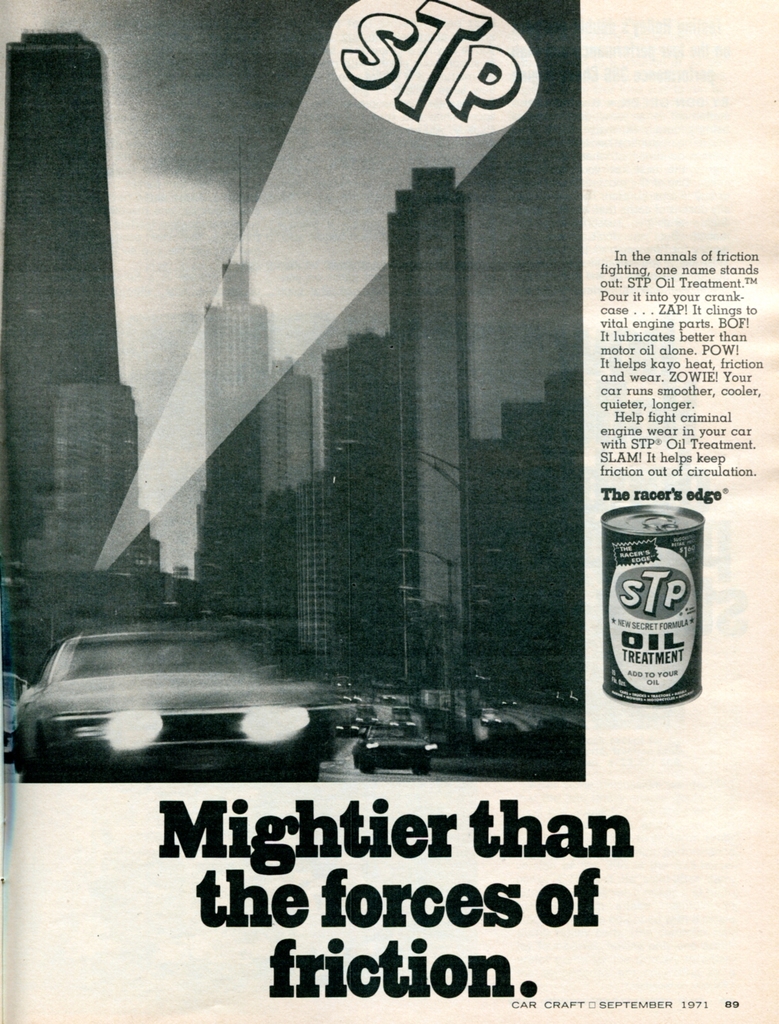 STP
In the annals of friction
fighting, one name stands
out: STP Oil Treatment.™
Pour it into your crank-
case . . . ZAP! It clings to
vital engine parts. BOF!
It lubricates better than
motor oil alone. POW!
It helps kayo heat, friction
and wear. ZOWIE! Your
car runs smoother, cooler,
quieter, longer.
Help fight criminal
engine wear in your car
with STP® Oil Treatment.
SLAM! It helps keep
friction out of circulation.
The racer's edge®
THE
RACER'S
EDGE
STP
★ NEW SECRET FORMULA ★
OIL
TREATMENT
ADD TO YOUR
OIL
Mightier than
the forces of
friction.
CAR CRAFT □ SEPTEMBER 1971 89